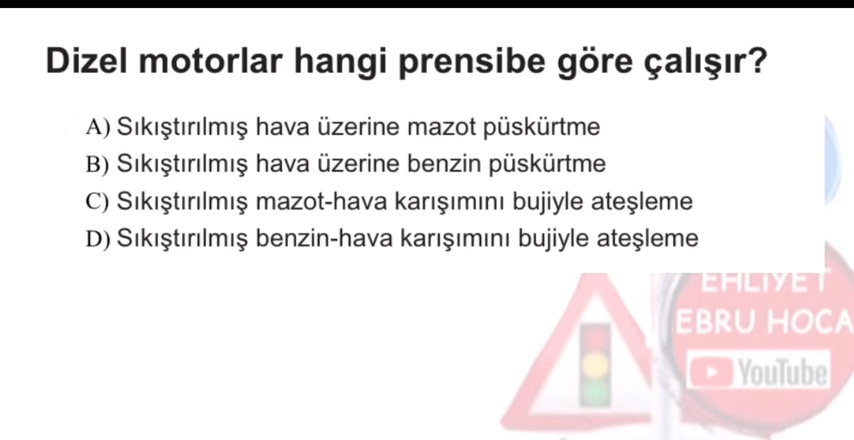 Dizel motorlar hangi prensibe göre çalışır?
A) Sıkıştırılmış hava üzerine mazot püskürtme
B) Sıkıştırılmış hava üzerine benzin püskürtme
C) Sıkıştırılmış mazot-hava karışımını bujiyle ateşleme
D) Sıkıştırılmış benzin-hava karışımını bujiyle ateşleme
EHLİYET
EBRU HOCA
YouTube